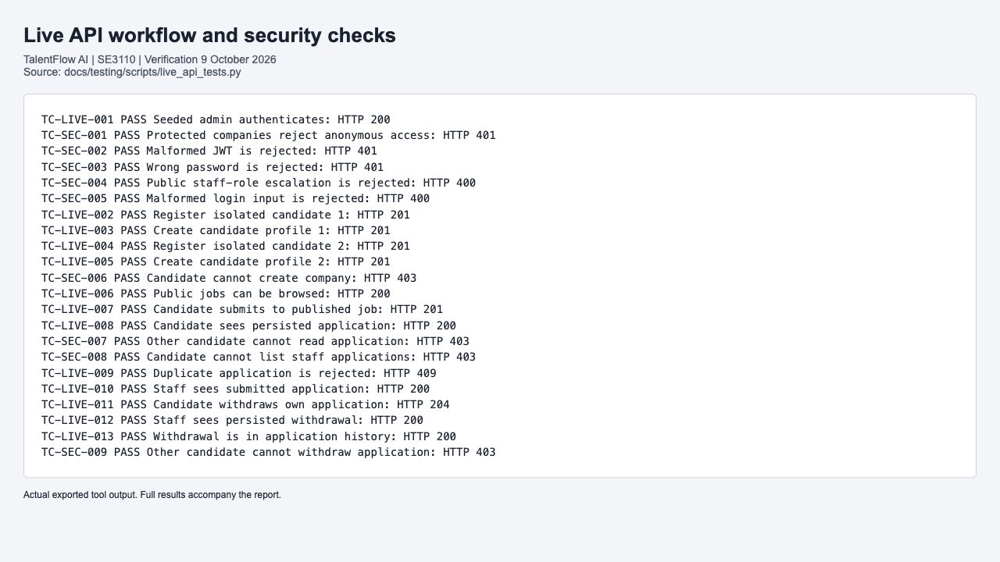 Live API workflow and security checks
TalentFlow AI | SE3110 | Verification 9 October 2026
Source: docs/testing/scripts/live_api_tests.py
TC-LIVE-001 PASS Seeded admin authenticates: HTTP 200
TC-SEC-001 PASS Protected companies reject anonymous access: HTTP 401
TC-SEC-002 PASS Malformed JWT is rejected: HTTP 401
TC-SEC-003 PASS Wrong password is rejected: HTTP 401
TC-SEC-004 PASS Public staff-role escalation is rejected: HTTP 400
TC-SEC-005 PASS Malformed login input is rejected: HTTP 400
TC-LIVE-002 PASS Register isolated candidate 1: HTTP 201
TC-LIVE-003 PASS Create candidate profile 1: HTTP 201
TC-LIVE-004 PASS Register isolated candidate 2: HTTP 201
TC-LIVE-005 PASS Create candidate profile 2: HTTP 201
TC-SEC-006 PASS Candidate cannot create company: HTTP 403
TC-LIVE-006 PASS Public jobs can be browsed: HTTP 200
TC-LIVE-007 PASS Candidate submits to published job: HTTP 201
TC-LIVE-008 PASS Candidate sees persisted application: HTTP 200
TC-SEC-007 PASS Other candidate cannot read application: HTTP 403
TC-SEC-008 PASS Candidate cannot list staff applications: HTTP 403
TC-LIVE-009 PASS Duplicate application is rejected: HTTP 409
TC-LIVE-010 PASS Staff sees submitted application: HTTP 200
TC-LIVE-011 PASS Candidate withdraws own application: HTTP 204
TC-LIVE-012 PASS Staff sees persisted withdrawal: HTTP 200
TC-LIVE-013 PASS Withdrawal is in application history: HTTP 200
TC-SEC-009 PASS Other candidate cannot withdraw application: HTTP 403
Actual exported tool output. Full results accompany the report.